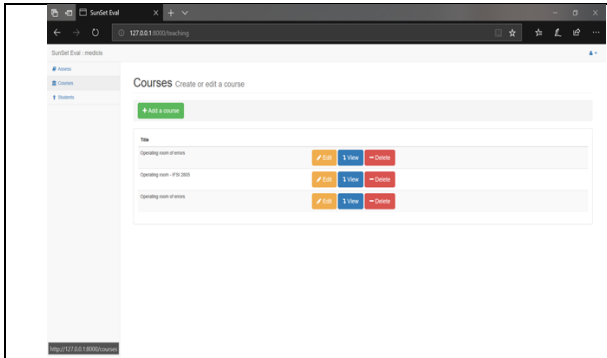 SunSet Eval
127.0.0.1:8000/teaching
SunSet Eval : medicis
Assess
Courses
Students
Courses Create or edit a course
+ Add a course
Title
Operating room of errors
Edit View Delete
Operating room - IFSI 2005
Edit View Delete
Operating room of errors
Edit View Delete
http://127.0.0.1:8000/courses